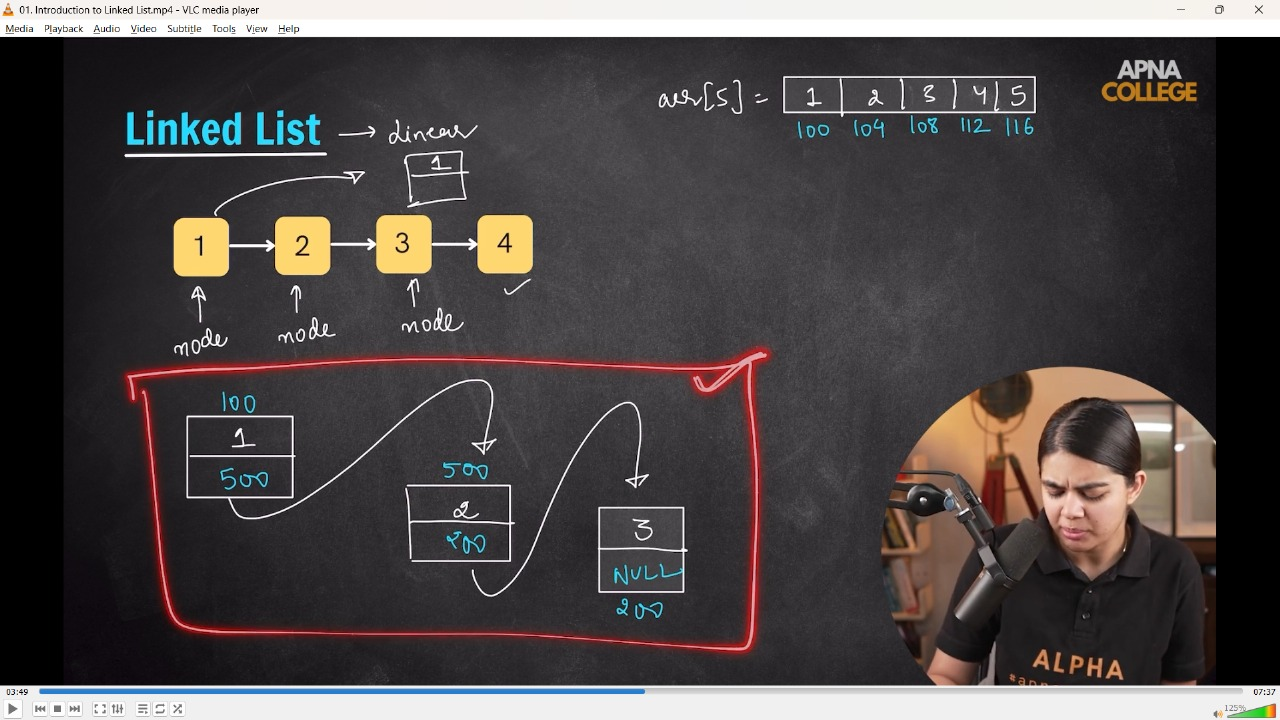 01. Introduction to Linked List.mp4 - VLC media player
Media Playback Audio Video Subtitle Tools View Help
APNA
COLLEGE
arr[5] = 1 2 3 4 5
100 104 108 112 116
Linked List → Linear
1
1 → 2 → 3 → 4
node node node
100
1
500
500
2
200
3
NULL
200
ALPHA
03:49
07:37
125%